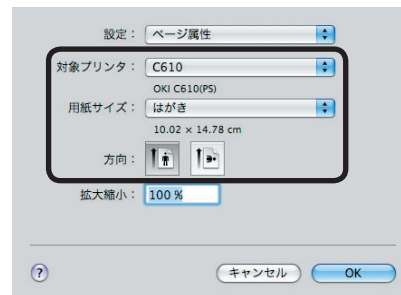 設定： ページ属性
対象プリンタ： C610
OKI C610(PS)
用紙サイズ： はがき
10.02 × 14.78 cm
方向：
拡大縮小： 100 %
? キャンセル OK